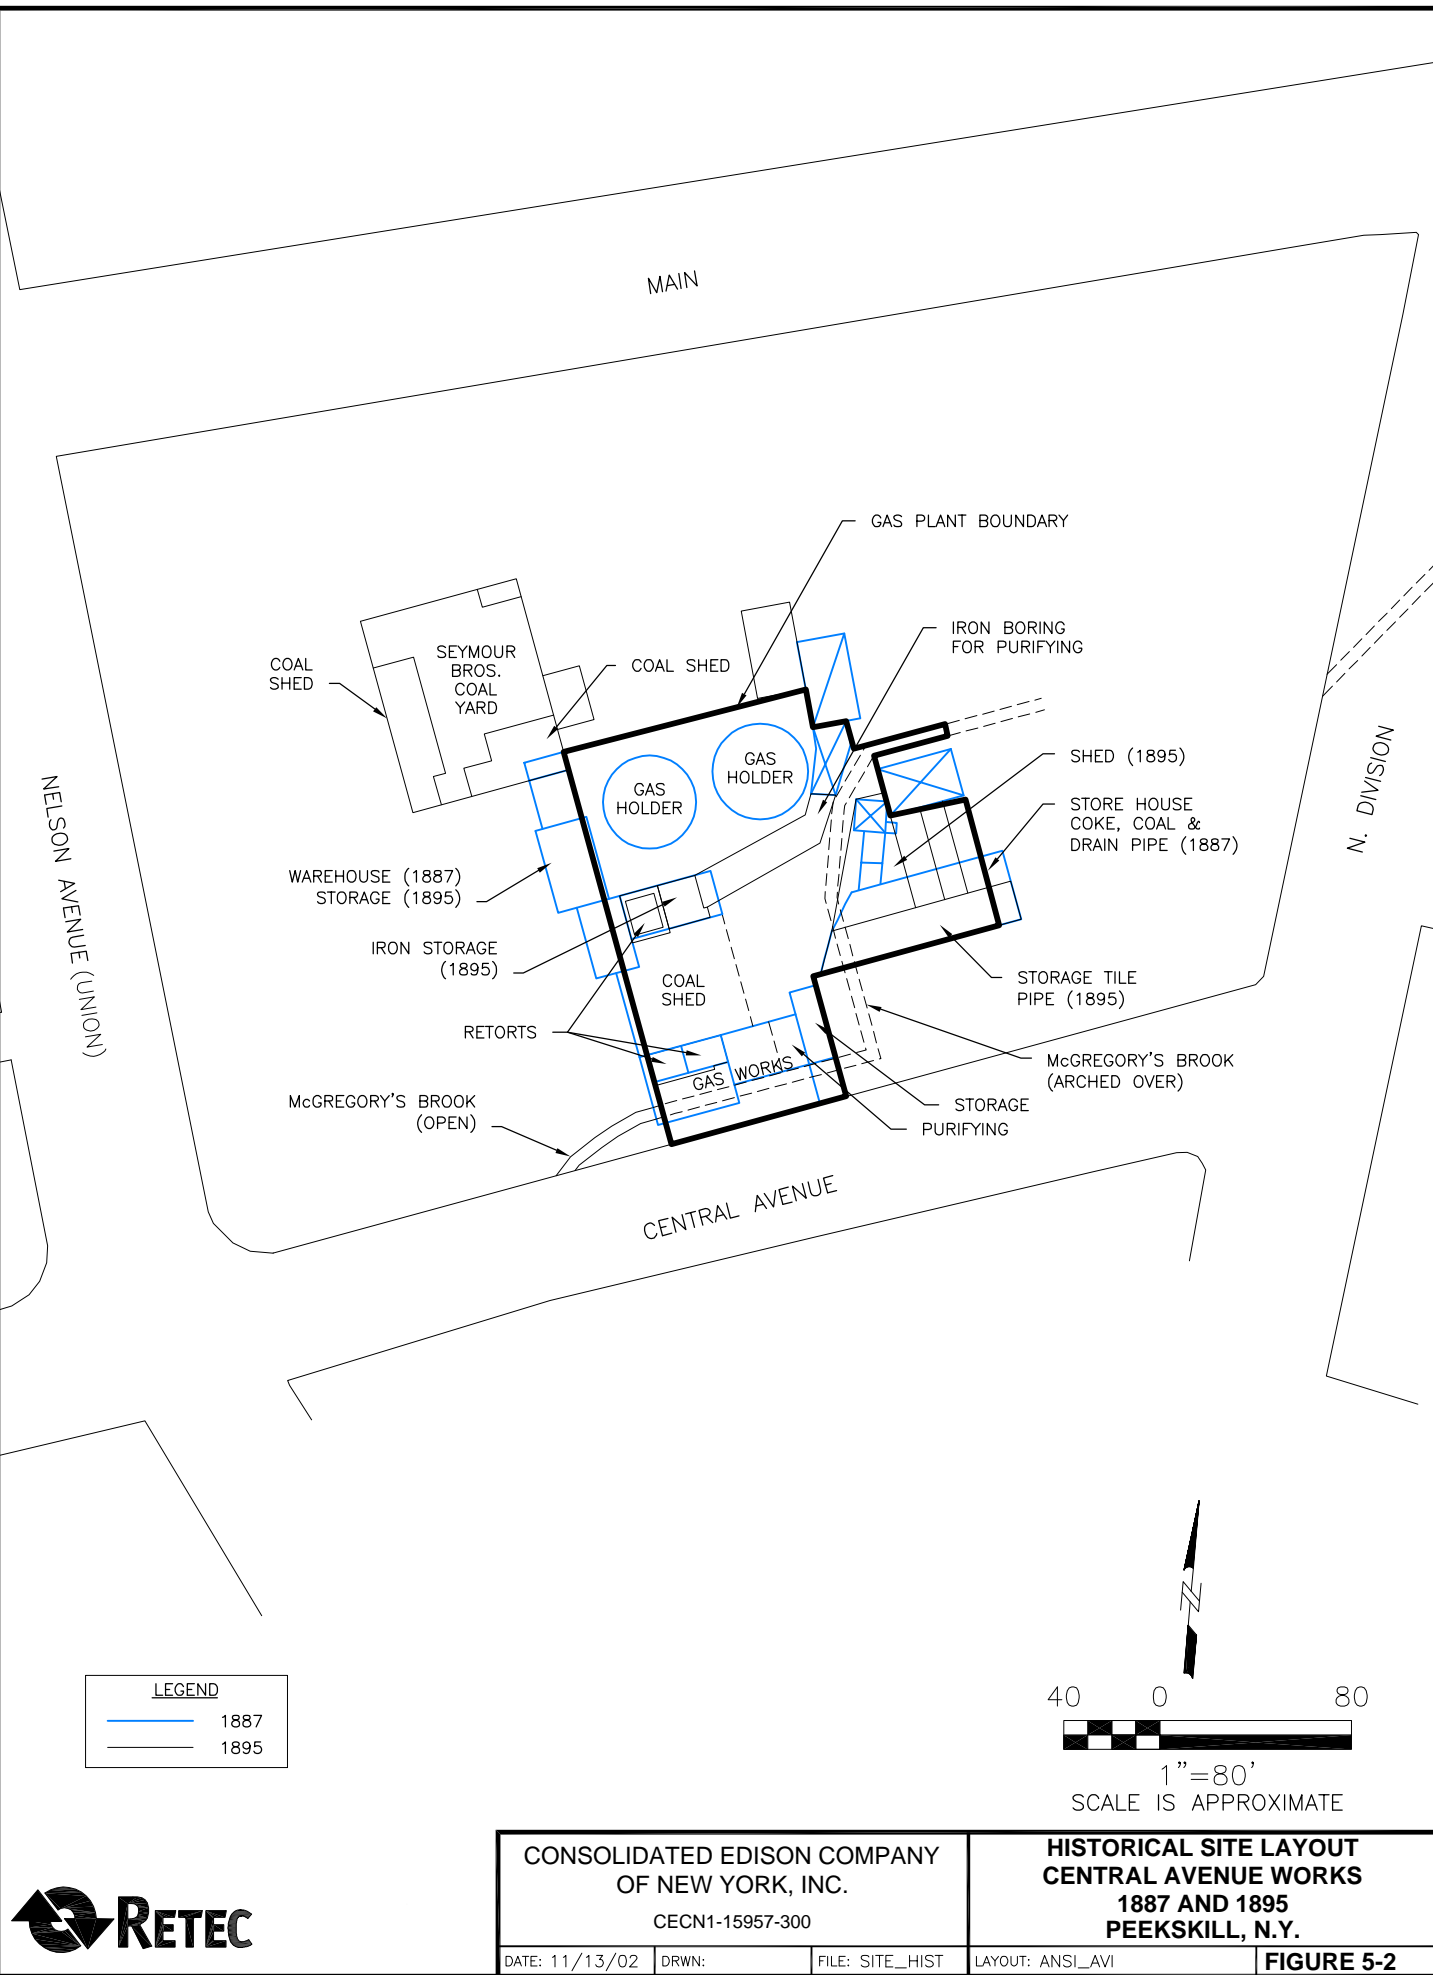 MAIN
GAS PLANT BOUNDARY
IRON BORING
FOR PURIFYING
COAL
SHED
SEYMOUR
BROS.
COAL
YARD
COAL SHED
GAS
HOLDER
GAS
HOLDER
SHED (1895)
STORE HOUSE
COKE, COAL &
DRAIN PIPE (1887)
N. DIVISION
NELSON AVENUE (UNION)
WAREHOUSE (1887)
STORAGE (1895)
IRON STORAGE
(1895)
COAL
SHED
STORAGE TILE
PIPE (1895)
RETORTS
GAS WORKS
McGREGORY'S BROOK
(ARCHED OVER)
McGREGORY'S BROOK
(OPEN)
STORAGE
PURIFYING
CENTRAL AVENUE
N
LEGEND
1887
1895
40 0 80
1"=80'
SCALE IS APPROXIMATE
RETEC
CONSOLIDATED EDISON COMPANY
OF NEW YORK, INC.
CECN1-15957-300
HISTORICAL SITE LAYOUT
CENTRAL AVENUE WORKS
1887 AND 1895
PEEKSKILL, N.Y.
DATE: 11/13/02 DRWN: FILE: SITE_HIST LAYOUT: ANSI_AVI FIGURE 5-2